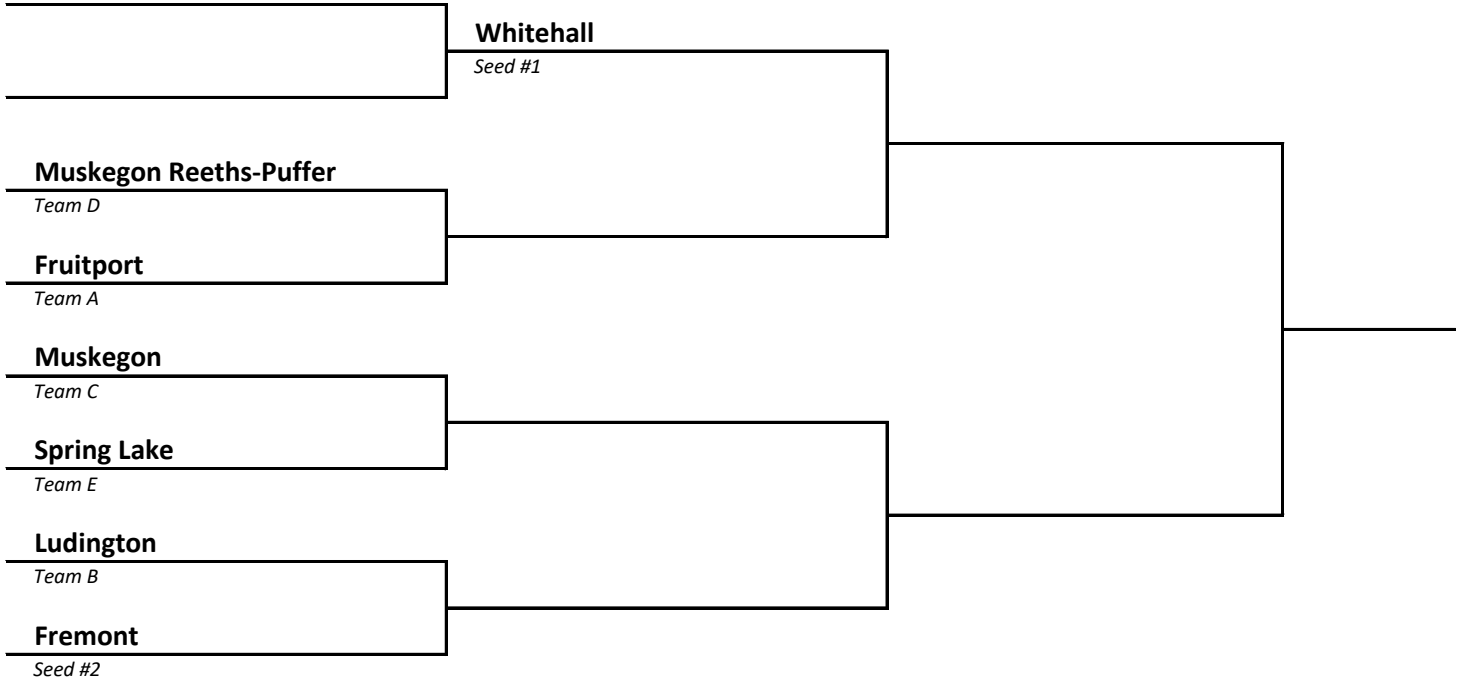 Whitehall
Seed #1
Muskegon Reeths-Puffer
Team D
Fruitport
Team A
Muskegon
Team C
Spring Lake
Team E
Ludington
Team B
Fremont
Seed #2